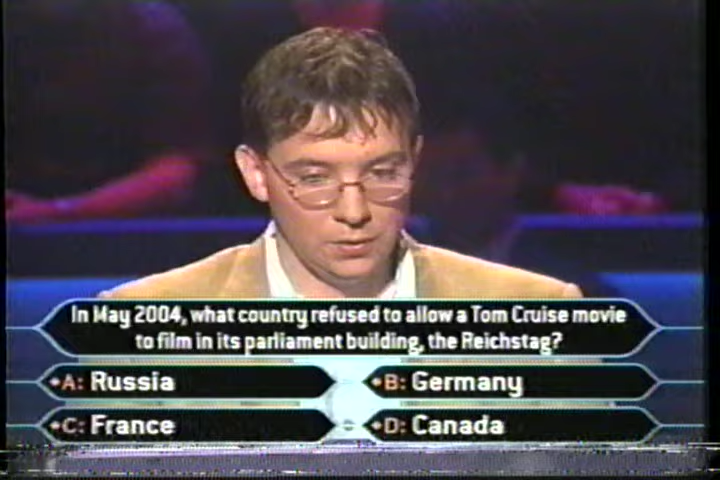 In May 2004, what country refused to allow a Tom Cruise movie
to film in its parliament building, the Reichstag?
A: Russia
B: Germany
C: France
D: Canada